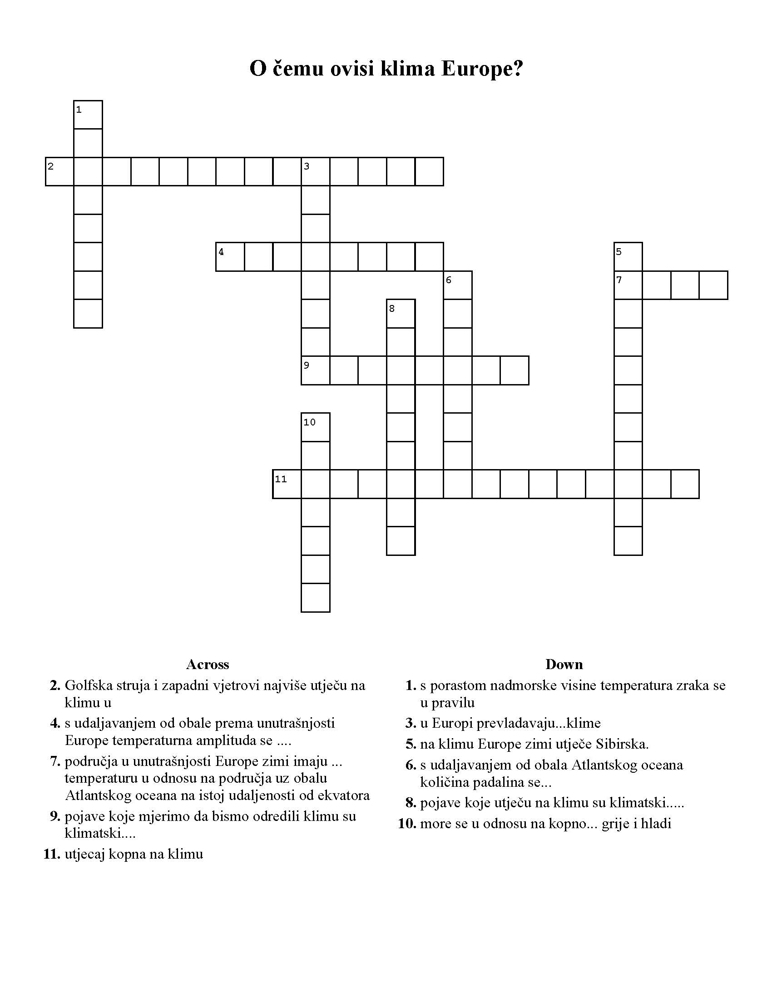 O čemu ovisi klima Europe?
1
2
3
4
5
6
7
8
9
10
11
Across
2. Golfska struja i zapadni vjetrovi najviše utječu na
klimu u
4. s udaljavanjem od obale prema unutrašnjosti
Europe temperaturna amplituda se ....
7. područja u unutrašnjosti Europe zimi imaju ...
temperaturu u odnosu na područja uz obalu
Atlantskog oceana na istoj udaljenosti od ekvatora
9. pojave koje mjerimo da bismo odredili klimu su
klimatski....
11. utjecaj kopna na klimu
Down
1. s porastom nadmorske visine temperatura zraka se
u pravilu
3. u Europi prevladavaju...klime
5. na klimu Europe zimi utječe Sibirska.
6. s udaljavanjem od obala Atlantskog oceana
količina padalina se...
8. pojave koje utječu na klimu su klimatski.....
10. more se u odnosu na kopno... grije i hladi